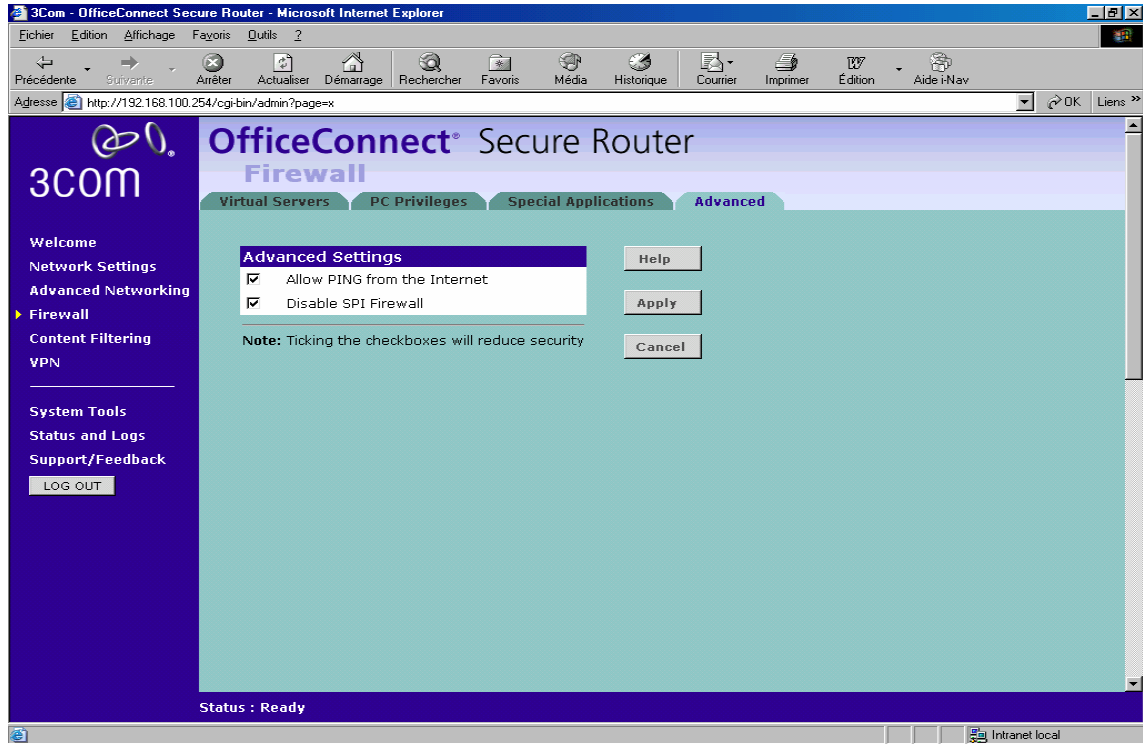 3Com - OfficeConnect Secure Router - Microsoft Internet Explorer
Fichier Edition Affichage Favoris Outils ?
Précédente Suivante Arrêter Actualiser Démarrage Rechercher Favoris Média Historique Courrier Imprimer Édition Aide i-Nav
Adresse http://192.168.100.254/cgi-bin/admin?page=x OK Liens »
3COM
OfficeConnect® Secure Router
Firewall
Virtual Servers PC Privileges Special Applications Advanced
Welcome
Network Settings
Advanced Networking
Firewall
Content Filtering
VPN
System Tools
Status and Logs
Support/Feedback
LOG OUT
Advanced Settings
Allow PING from the Internet
Disable SPI Firewall
Note: Ticking the checkboxes will reduce security
Help
Apply
Cancel
Status : Ready
Intranet local